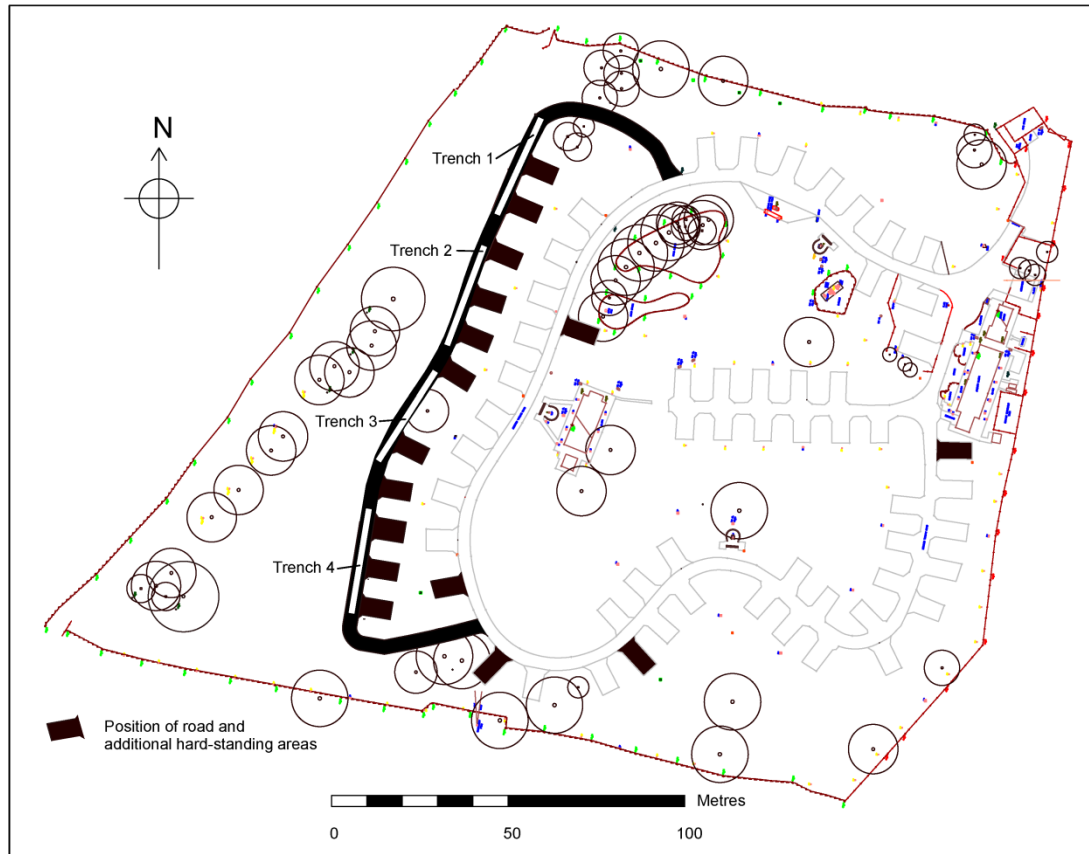 N
Trench 1
Trench 2
Trench 3
Trench 4
Position of road and
additional hard-standing areas
Metres
0 50 100